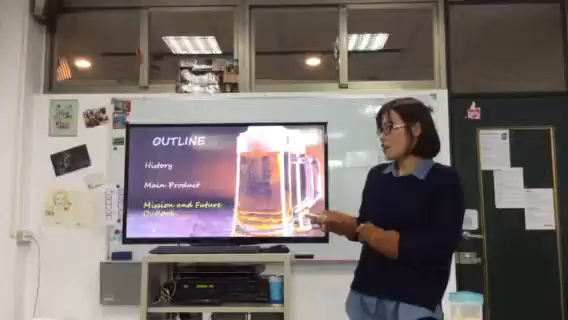 OUTLINE
History
Main Product
Mission and Future
Outlook